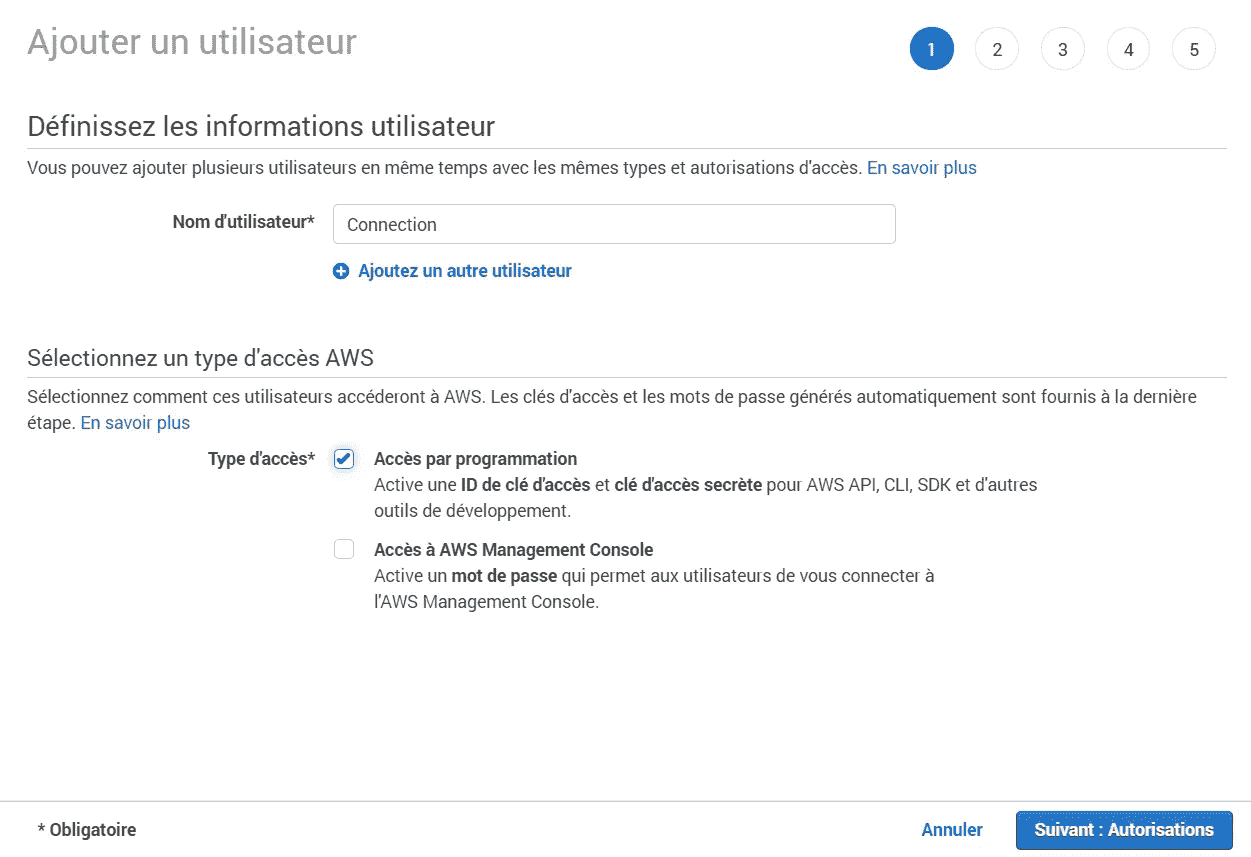 Ajouter un utilisateur
1 2 3 4 5
Définissez les informations utilisateur
Vous pouvez ajouter plusieurs utilisateurs en même temps avec les mêmes types et autorisations d'accès. En savoir plus
Nom d'utilisateur* Connection
Ajoutez un autre utilisateur
Sélectionnez un type d'accès AWS
Sélectionnez comment ces utilisateurs accéderont à AWS. Les clés d'accès et les mots de passe générés automatiquement sont fournis à la dernière
étape. En savoir plus
Type d'accès* Accès par programmation
Active une ID de clé d'accès et clé d'accès secrète pour AWS API, CLI, SDK et d'autres
outils de développement.
Accès à AWS Management Console
Active un mot de passe qui permet aux utilisateurs de vous connecter à
l'AWS Management Console.
* Obligatoire Annuler Suivant : Autorisations